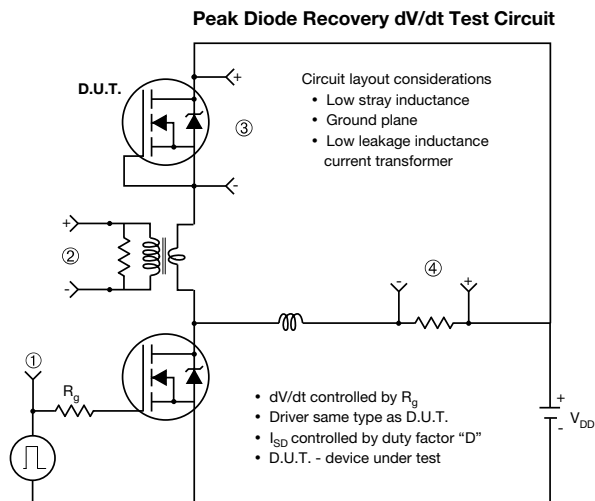 Peak Diode Recovery dV/dt Test Circuit
D.U.T.
+
Circuit layout considerations
• Low stray inductance
• Ground plane
• Low leakage inductance
current transformer
③
-
+
②
-
④
-
+
①
Rg
• dV/dt controlled by Rg
• Driver same type as D.U.T.
• ISD controlled by duty factor “D”
• D.U.T. - device under test
+
VDD
-